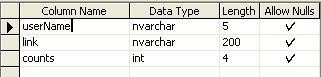 Column Name Data Type Length Allow Nulls
userName nvarchar 5
link nvarchar 200
counts int 4